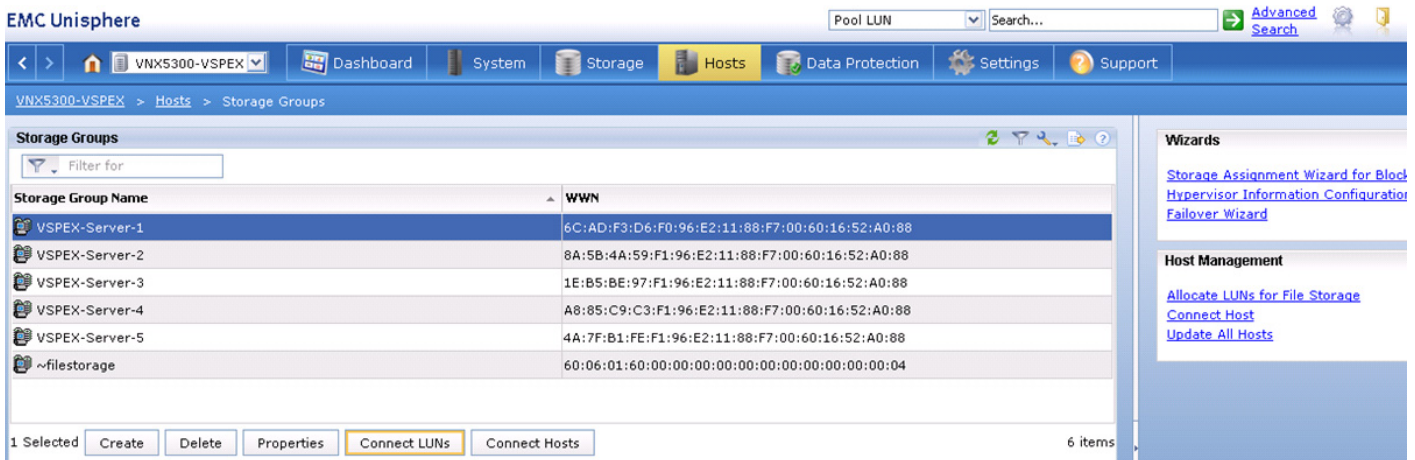 EMC Unisphere
Pool LUN
Search...
Advanced
Search
VNX5300-VSPEX
Dashboard
System
Storage
Hosts
Data Protection
Settings
Support
VNX5300-VSPEX > Hosts > Storage Groups
Storage Groups
Filter for
Storage Group Name WWN
VSPEX-Server-1 6C:AD:F3:D6:F0:96:E2:11:88:F7:00:60:16:52:A0:88
VSPEX-Server-2 8A:5B:4A:59:F1:96:E2:11:88:F7:00:60:16:52:A0:88
VSPEX-Server-3 1E:B5:BE:97:F1:96:E2:11:88:F7:00:60:16:52:A0:88
VSPEX-Server-4 A8:85:C9:C3:F1:96:E2:11:88:F7:00:60:16:52:A0:88
VSPEX-Server-5 4A:7F:B1:FE:F1:96:E2:11:88:F7:00:60:16:52:A0:88
~filestorage 60:06:01:60:00:00:00:00:00:00:00:00:00:00:00:04
1 Selected Create Delete Properties Connect LUNs Connect Hosts 6 items
Wizards
Storage Assignment Wizard for Block
Hypervisor Information Configuration
Failover Wizard
Host Management
Allocate LUNs for File Storage
Connect Host
Update All Hosts